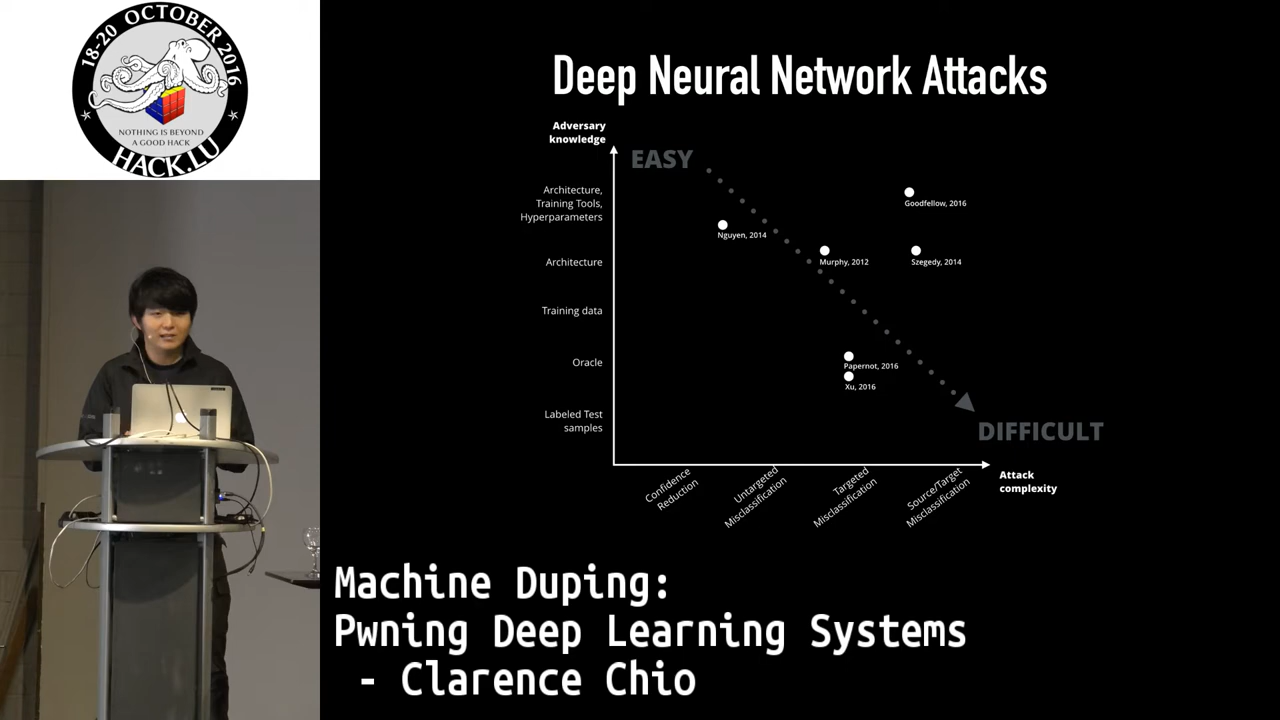 18-20 OCTOBER 2016
NOTHING IS BEYOND
A GOOD HACK
HACK.LU
Deep Neural Network Attacks
Adversary
knowledge
EASY
Architecture,
Training Tools,
Hyperparameters
Goodfellow, 2016
Nguyen, 2014
Architecture
Murphy, 2012
Szegedy, 2014
Training data
Oracle
Papernot, 2016
Xu, 2016
Labeled Test
samples
DIFFICULT
Confidence
Reduction
Untargeted
Misclassification
Targeted
Misclassification
Source/Target
Misclassification
Attack
complexity
Machine Duping:
Pwning Deep Learning Systems
- Clarence Chio